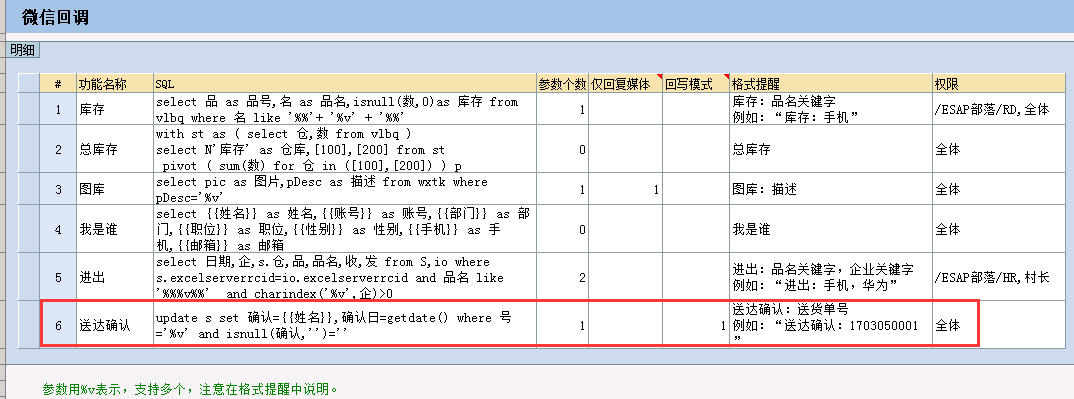 微信回调
明细
# 功能名称 SQL 参数个数 仅回复媒体 回写模式 格式提醒 权限
1 库存 select 品 as 品号,名 as 品名,isnull(数,0)as 库存 from 1 库存：品名关键字 /ESAP部落/RD,全体
vlbq where 名 like '%%'+ '%v' + '%%' 例如：“库存：手机”
with st as ( select 仓,数 from vlbq )
2 总库存 select N'库存' as 仓库,[100],[200] from st 0 总库存 全体
pivot ( sum(数) for 仓 in ([100],[200]) ) p
3 图库 select pic as 图片,pDesc as 描述 from wxtk where 1 1 图库：描述 全体
pDesc='%v'
select {{姓名}} as 姓名,{{账号}} as 账号,{{部门}} as 部
4 我是谁 门,{{职位}} as 职位,{{性别}} as 性别,{{手机}} as 手 0 我是谁 全体
机,{{邮箱}} as 邮箱
select 日期,企,s.仓,品,品名,收,发 from S,io where
5 进出 s.excelserverrcid=io.excelserverrcid and 品名 like 2 进出：品名关键字，企业关键字 /ESAP部落/HR,村长
'%%%v%%' and charindex('%v',企)>0 例如：“进出：手机，华为”
送达确认：送货单号
6 送达确认 update s set 确认={{姓名}},确认日=getdate() where 号 1 1 例如：“送达确认：1703050001 全体
='%v' and isnull(确认,'')='' ”
参数用%v表示，支持多个，注意在格式提醒中说明。